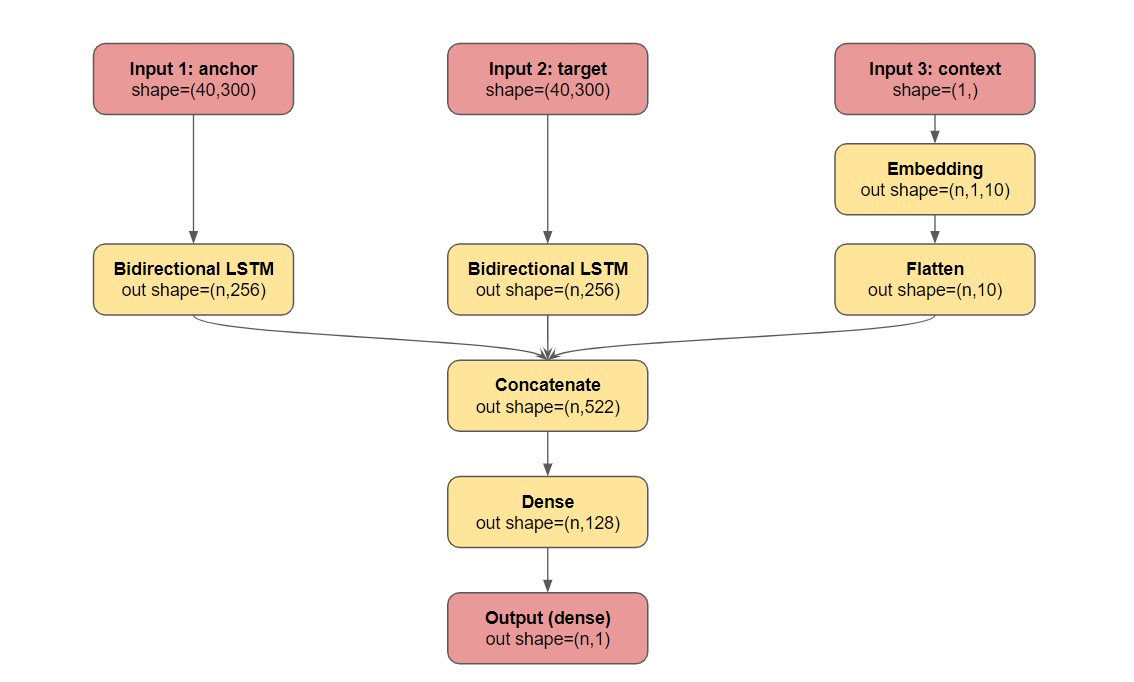 Input 1: anchor
shape=(40,300)
Input 2: target
shape=(40,300)
Input 3: context
shape=(1,)
Embedding
out shape=(n,1,10)
Bidirectional LSTM
out shape=(n,256)
Bidirectional LSTM
out shape=(n,256)
Flatten
out shape=(n,10)
Concatenate
out shape=(n,522)
Dense
out shape=(n,128)
Output (dense)
out shape=(n,1)